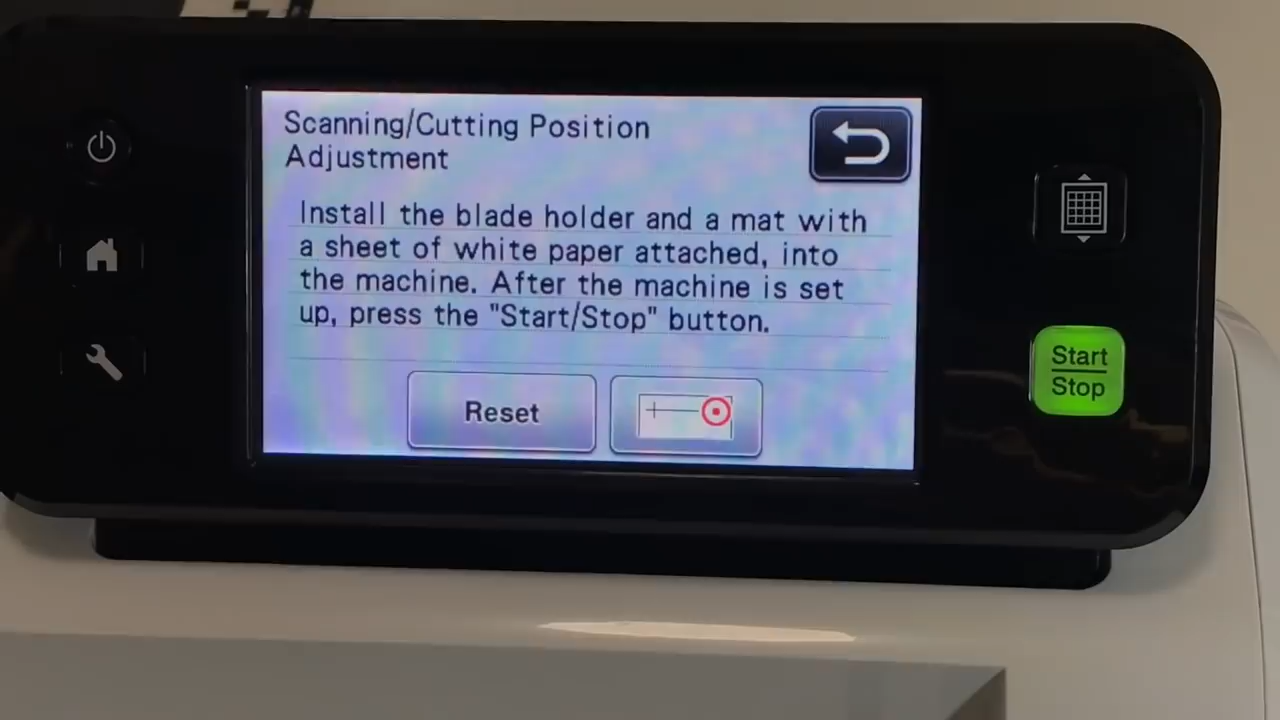 Scanning/Cutting Position
Adjustment
Install the blade holder and a mat with
a sheet of white paper attached, into
the machine. After the machine is set
up, press the "Start/Stop" button.
Reset
Start
Stop